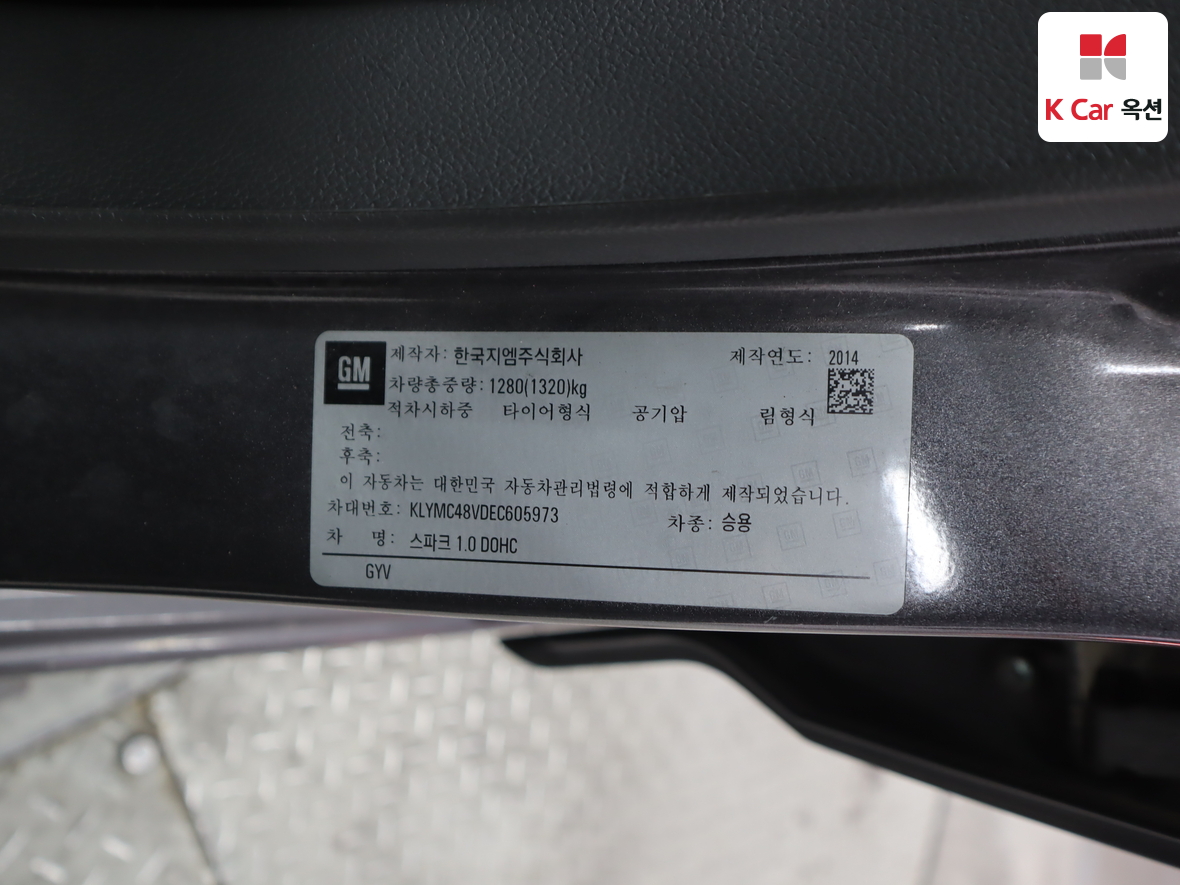 K Car 옥션
GM 제작자: 한국지엠주식회사 제작연도: 2014
차량총중량: 1280(1320)kg
적차시하중 타이어형식 공기압 림형식
전축:
후축:
이 자동차는 대한민국 자동차관리법령에 적합하게 제작되었습니다.
차대번호: KLYMC48VDEC605973 차종: 승용
차 명: 스파크 1.0 DOHC
GYV